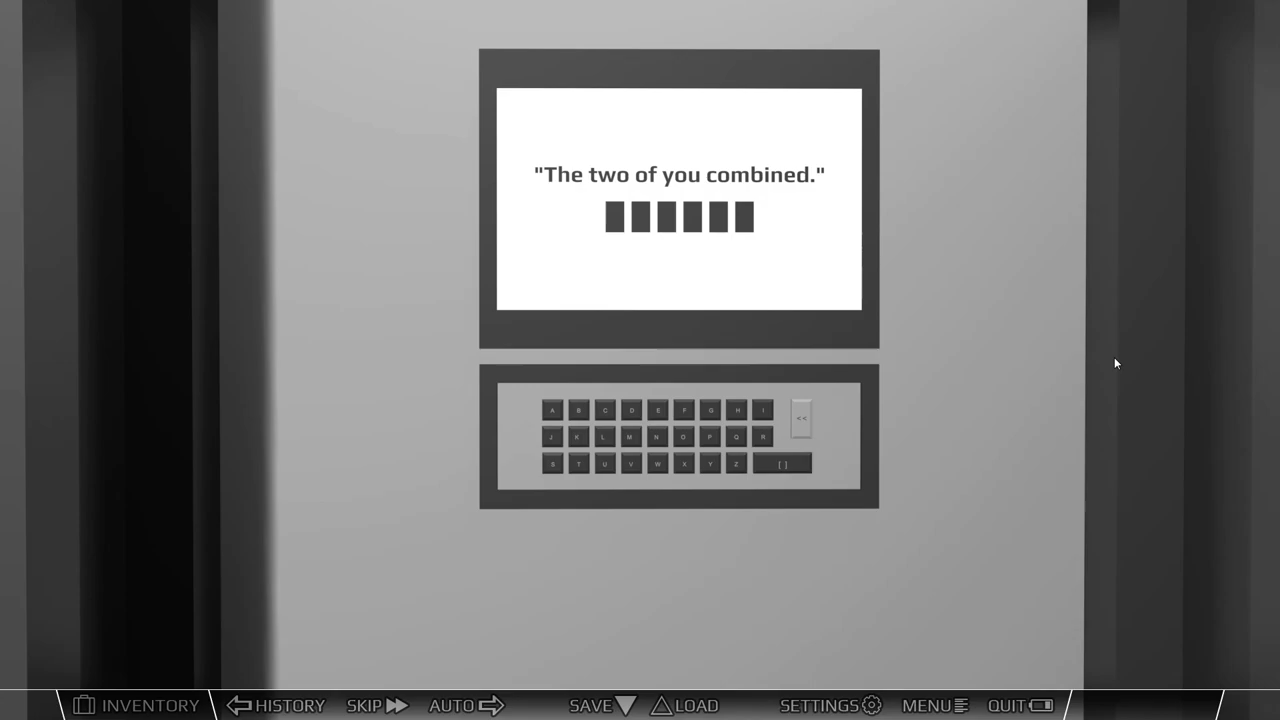 "The two of you combined."
A B C D E F G H I <<
J K L M N O P Q R
S T U V W X Y Z [ ]
INVENTORY HISTORY SKIP AUTO SAVE LOAD SETTINGS MENU QUIT